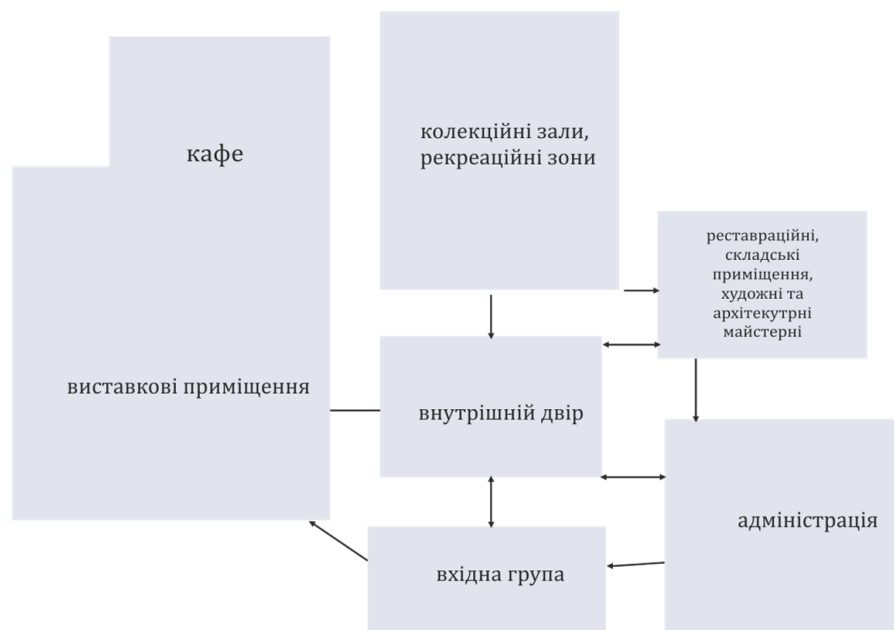 кафе
колекційні зали,
рекреаційні зони
реставраційні,
складські
приміщення,
художні та
архітекутрні
майстерні
виставкові приміщення
внутрішній двір
адміністрація
вхідна група